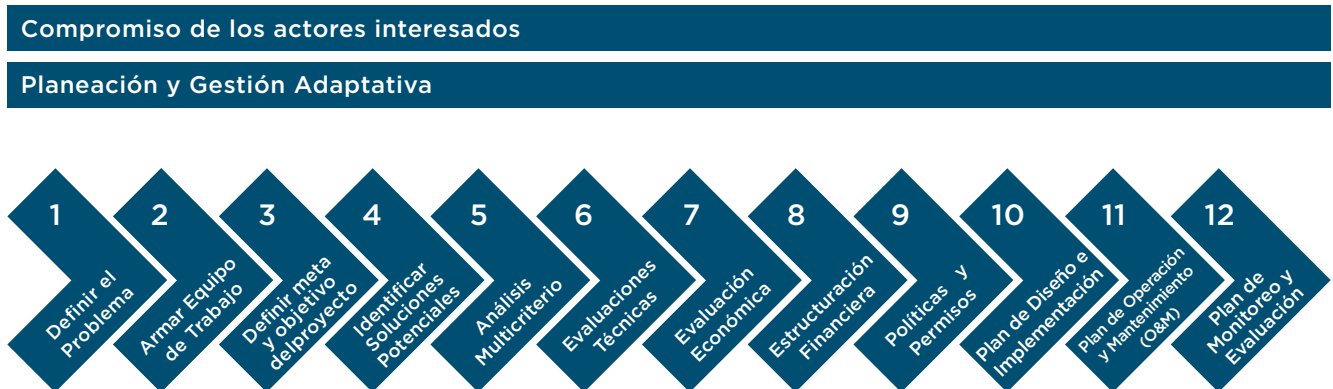 Compromiso de los actores interesados
Planeación y Gestión Adaptativa
1
Definir el
Problema
2
Armar Equipo
de Trabajo
3
Definir meta
y objetivo
delproyecto
4
Identificar
Soluciones
Potenciales
5
Análisis
Multicriterio
6
Evaluaciones
Técnicas
7
Evaluación
Económica
8
Estructuración
Financiera
9
Políticas y
Permisos
10
Plan de Diseño e
Implementación
11
Plan de Operación
y Mantenimiento
(O&M)
12
Plan de
Monitoreo y
Evaluación